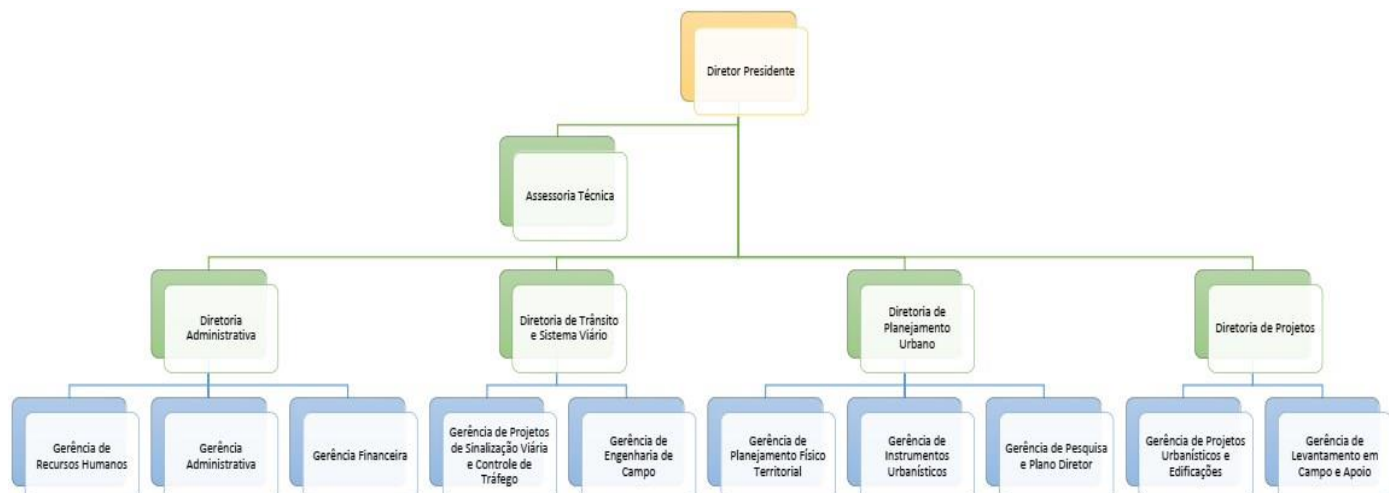 Diretor Presidente
Assessoria Técnica
Diretoria
Administrativa
Diretoria de Trânsito
e Sistema Viário
Diretoria de
Planejamento
Urbano
Diretoria de Projetos
Gerência de
Recursos Humanos
Gerência
Administrativa
Gerência Financeira
Gerência de Projetos
de Sinalização Viária
e Controle de
Tráfego
Gerência de
Engenharia de
Campo
Gerência de
Planejamento Físico
Territorial
Gerência de
Instrumentos
Urbanísticos
Gerência de Pesquisa
e Plano Diretor
Gerência de Projetos
Urbanísticos e
Edificações
Gerência de
Levantamento em
Campo e Apoio